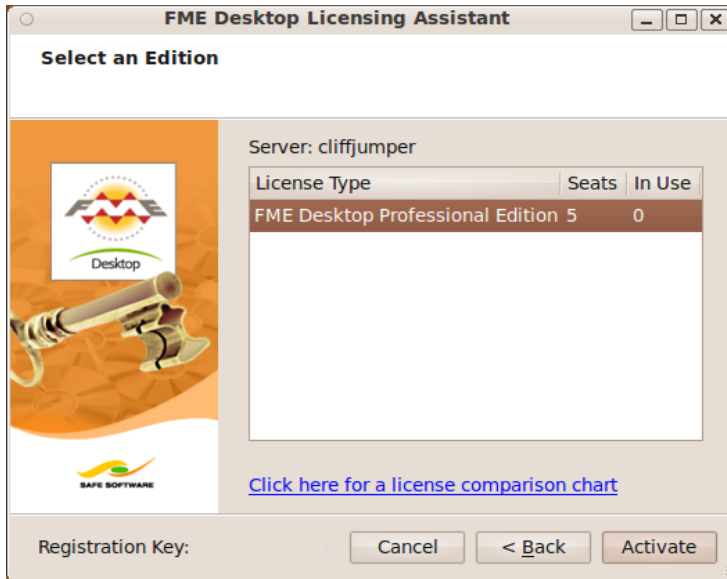 FME Desktop Licensing Assistant
Select an Edition
Server: cliffjumper
License Type Seats In Use
FME Desktop Professional Edition 5 0
FME
Desktop
SAFE SOFTWARE
Click here for a license comparison chart
Registration Key:
Cancel < Back Activate